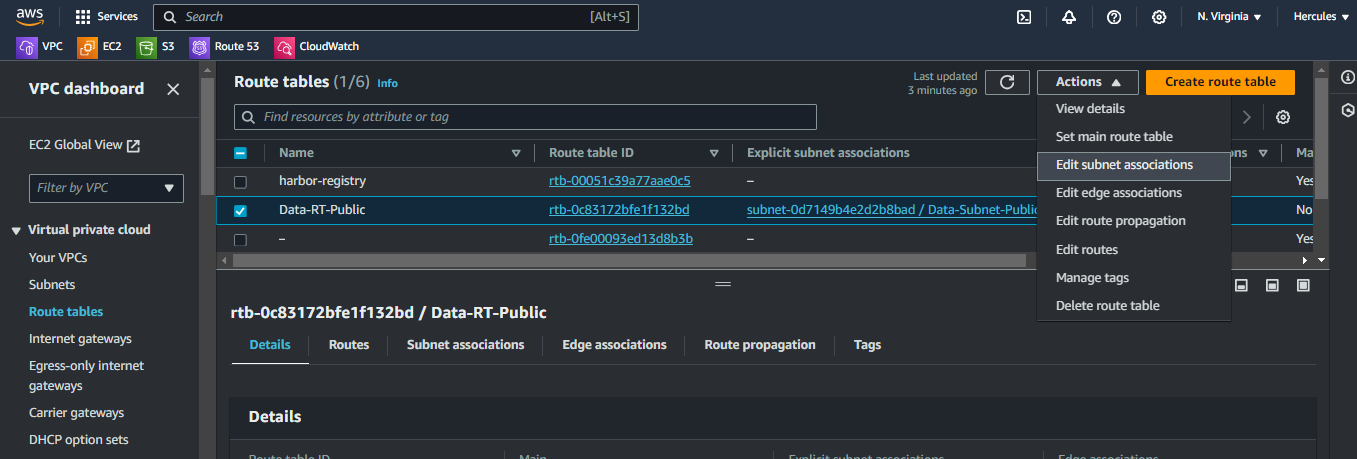 aws
Services
Search
[Alt+S]
N. Virginia
Hercules
VPC
EC2
S3
Route 53
CloudWatch
VPC dashboard
EC2 Global View
Filter by VPC
Virtual private cloud
Your VPCs
Subnets
Route tables
Internet gateways
Egress-only internet
gateways
Carrier gateways
DHCP option sets
Route tables (1/6) Info
Last updated
3 minutes ago
Actions
Create route table
Find resources by attribute or tag
View details
Set main route table
Edit subnet associations
Edit edge associations
Edit route propagation
Edit routes
Manage tags
Delete route table
Name
Route table ID
Explicit subnet associations
harbor-registry
rtb-00051c39a77aae0c5
–
Yes
Data-RT-Public
rtb-0c83172bfe1f132bd
subnet-0d7149b4e2d2b8bad / Data-Subnet-Public
No
–
rtb-0fe00093ed13d8b3b
–
Yes
rtb-0c83172bfe1f132bd / Data-RT-Public
Details
Routes
Subnet associations
Edge associations
Route propagation
Tags
Details
Route table ID
Main
Explicit subnet associations
Edge associations